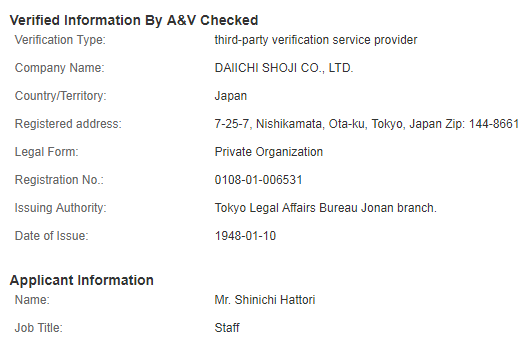 Verified Information By A&V Checked
Verification Type: third-party verification service provider
Company Name: DAIICHI SHOJI CO., LTD.
Country/Territory: Japan
Registered address: 7-25-7, Nishikamata, Ota-ku, Tokyo, Japan Zip: 144-8661
Legal Form: Private Organization
Registration No.: 0108-01-006531
Issuing Authority: Tokyo Legal Affairs Bureau Jonan branch.
Date of Issue: 1948-01-10
Applicant Information
Name: Mr. Shinichi Hattori
Job Title: Staff